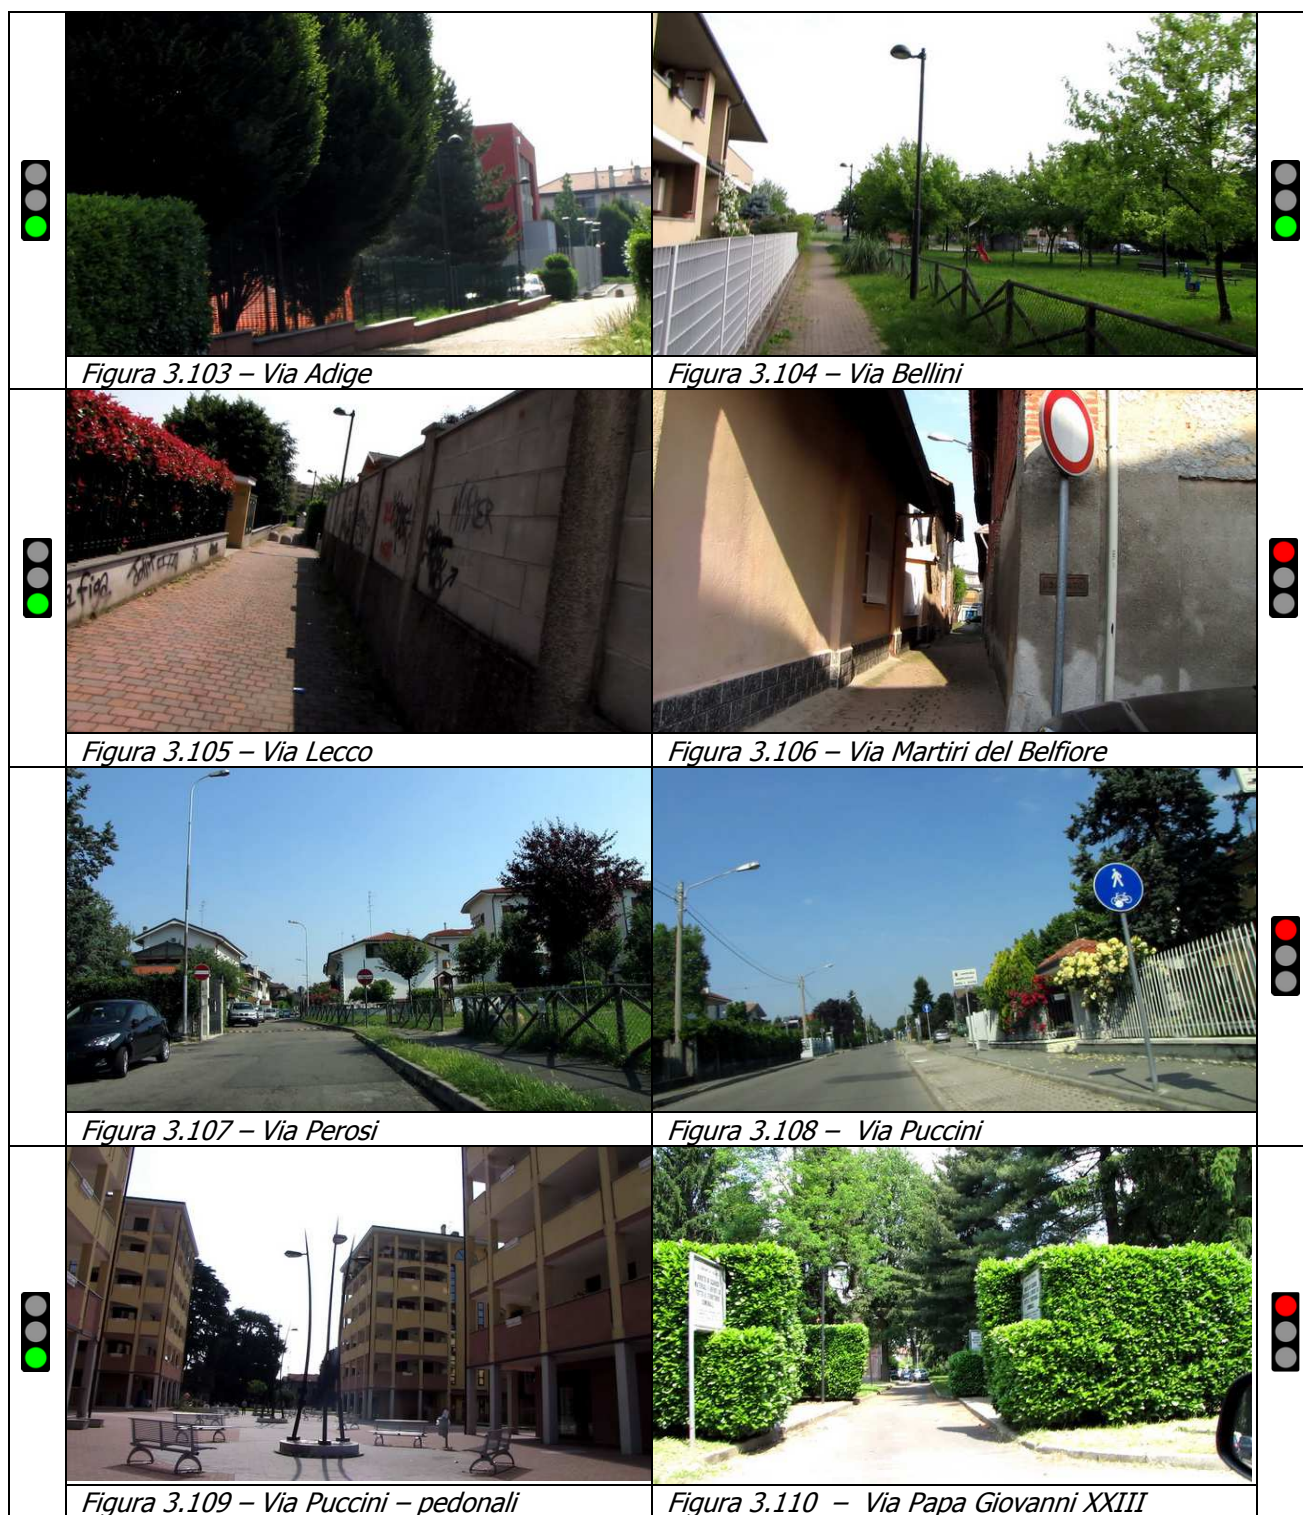 Figura 3.103 – Via Adige
Figura 3.104 – Via Bellini
NAPER
a figa
Figura 3.105 – Via Lecco
Figura 3.106 – Via Martiri del Belfiore
Figura 3.107 – Via Perosi
Figura 3.108 – Via Puccini
Figura 3.109 – Via Puccini – pedonali
Figura 3.110 – Via Papa Giovanni XXIII